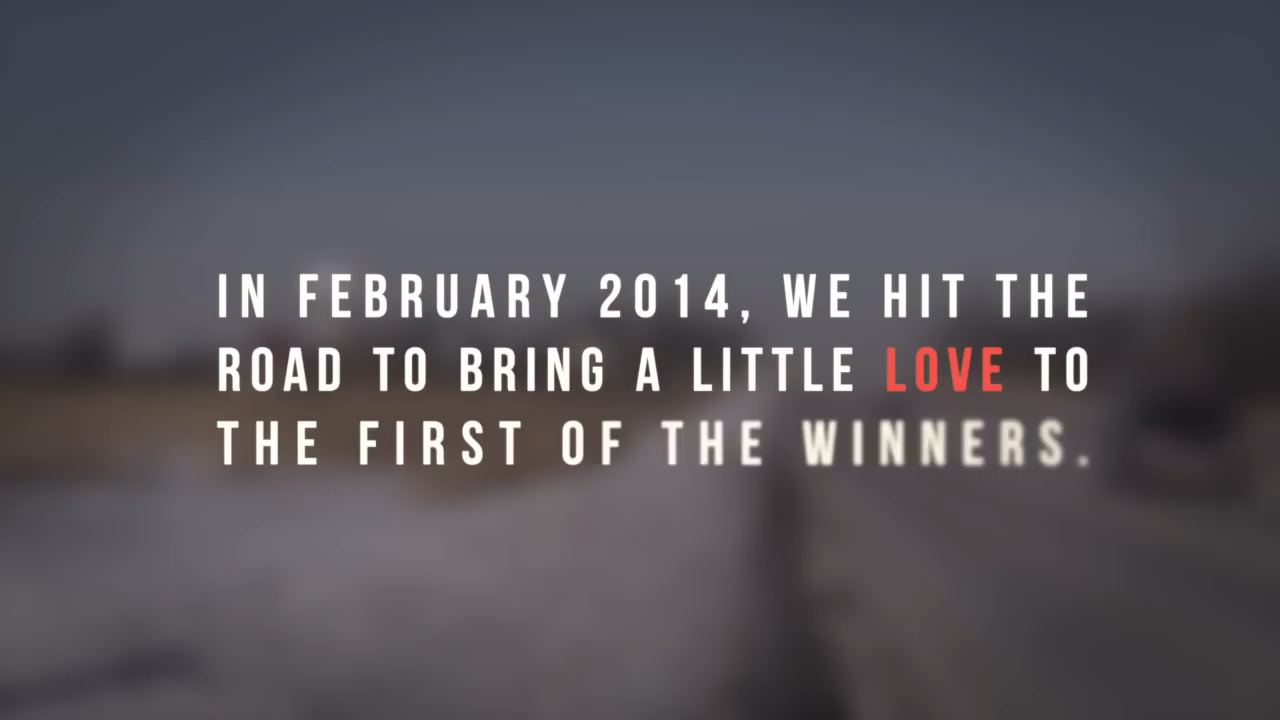 IN FEBRUARY 2014, WE HIT THE
ROAD TO BRING A LITTLE LOVE TO
THE FIRST OF THE WINNERS.